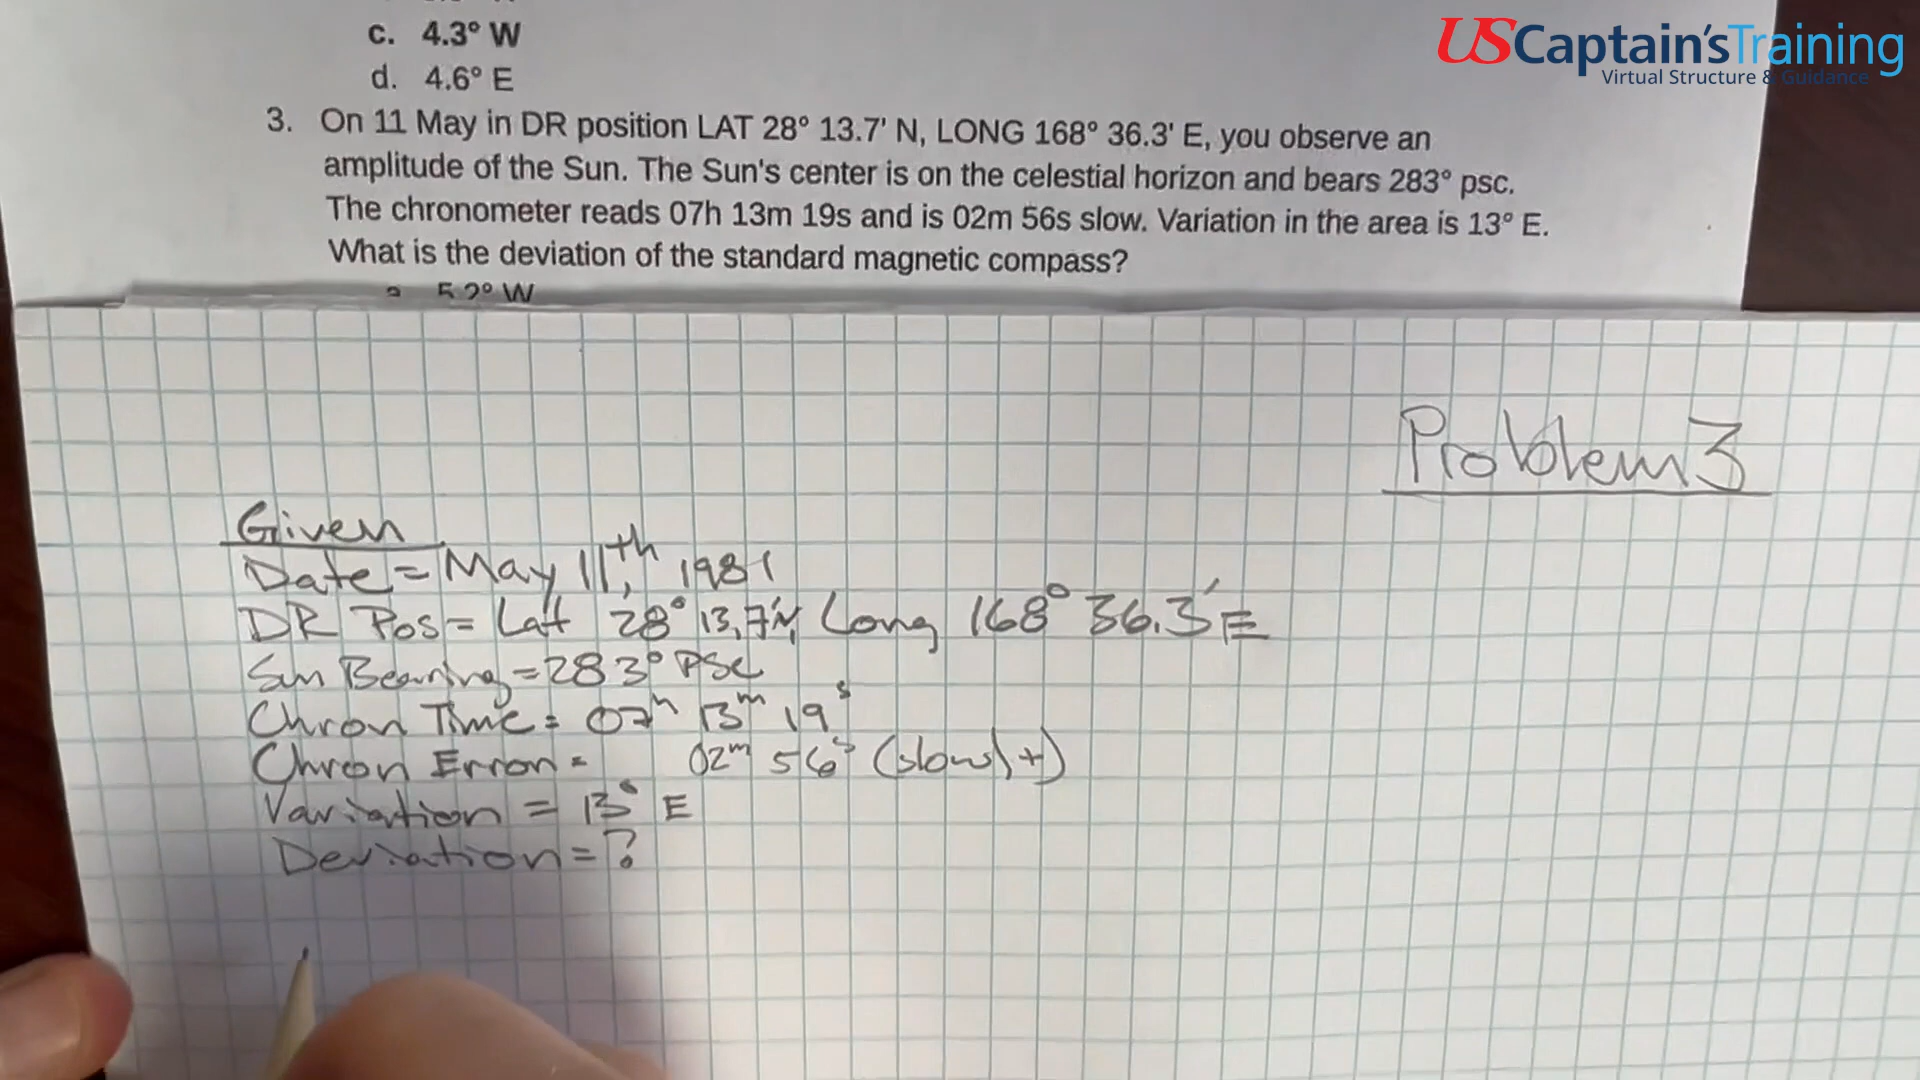 c. 4.3° W
USCaptain'sTraining
Virtual Structure & Guidance
d. 4.6° E
3. On 11 May in DR position LAT 28° 13.7' N, LONG 168° 36.3' E, you observe an
amplitude of the Sun. The Sun's center is on the celestial horizon and bears 283° psc.
The chronometer reads 07h 13m 19s and is 02m 56s slow. Variation in the area is 13° E.
What is the deviation of the standard magnetic compass?
5.2° W
Problem 3
Given
Date = May 11th, 1981
DR Pos = Lat 28° 13.7'N, Long 168° 36.3' E
Sun Bearing = 283° PSC
Chron Time = 07h 13m 19s
Chron Error = 02m 56s (slow, +)
Variation = 13° E
Deviation = ?